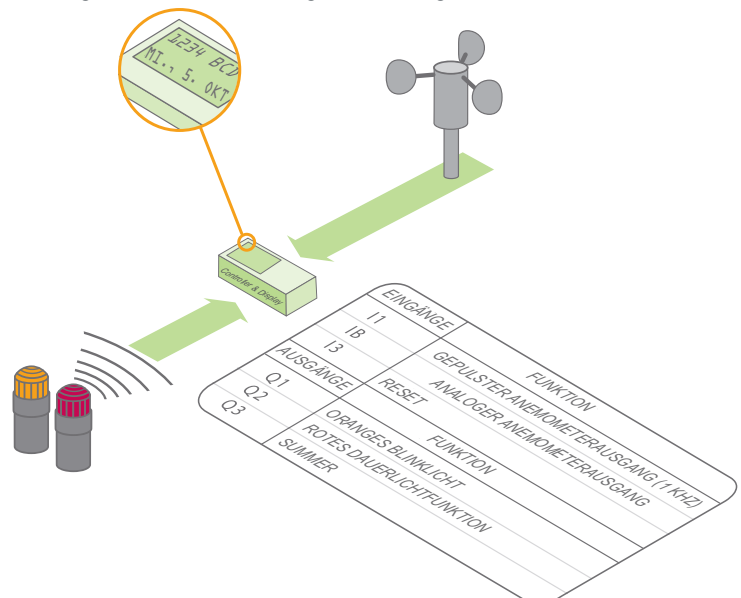 1234 BCD
MI., 5. OKT
Controller & Display
EINGÄNGE FUNKTION
I1 GEPULSTER ANEMOMETERAUSGANG (1 KHZ)
IB ANALOGER ANEMOMETERAUSGANG
I3 RESET
AUSGÄNGE FUNKTION
Q1 ORANGES BLINKLICHT
Q2 ROTES DAUERLICHTFUNKTION
Q3 SUMMER